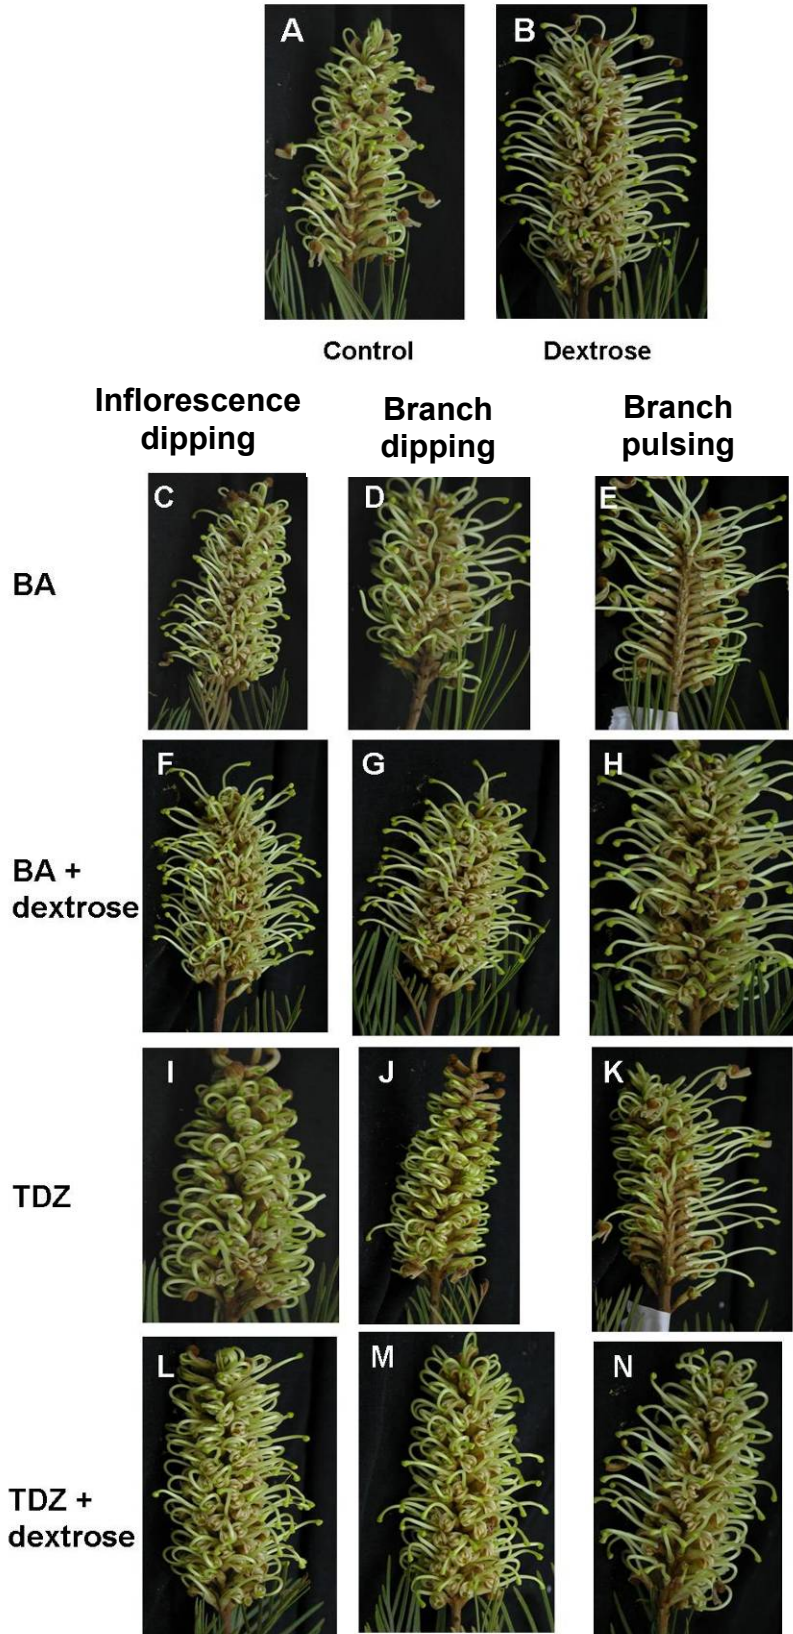 A
B
Control
Dextrose
Inflorescence
dipping
Branch
dipping
Branch
pulsing
C
D
E
BA
F
G
H
BA +
dextrose
I
J
K
TDZ
L
M
N
TDZ +
dextrose